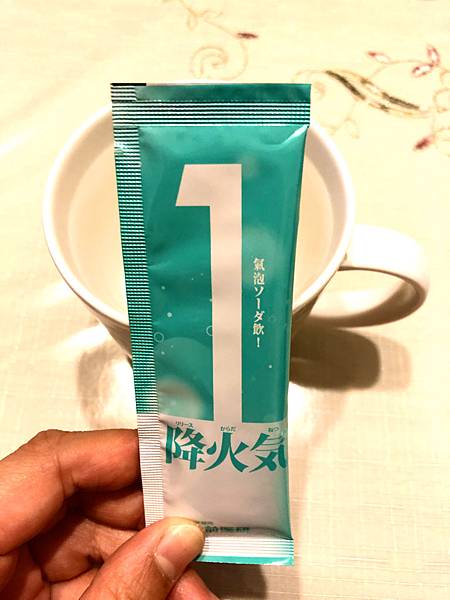 1
氣泡ソーダ飲！
リリース からだ ねつ
降火気